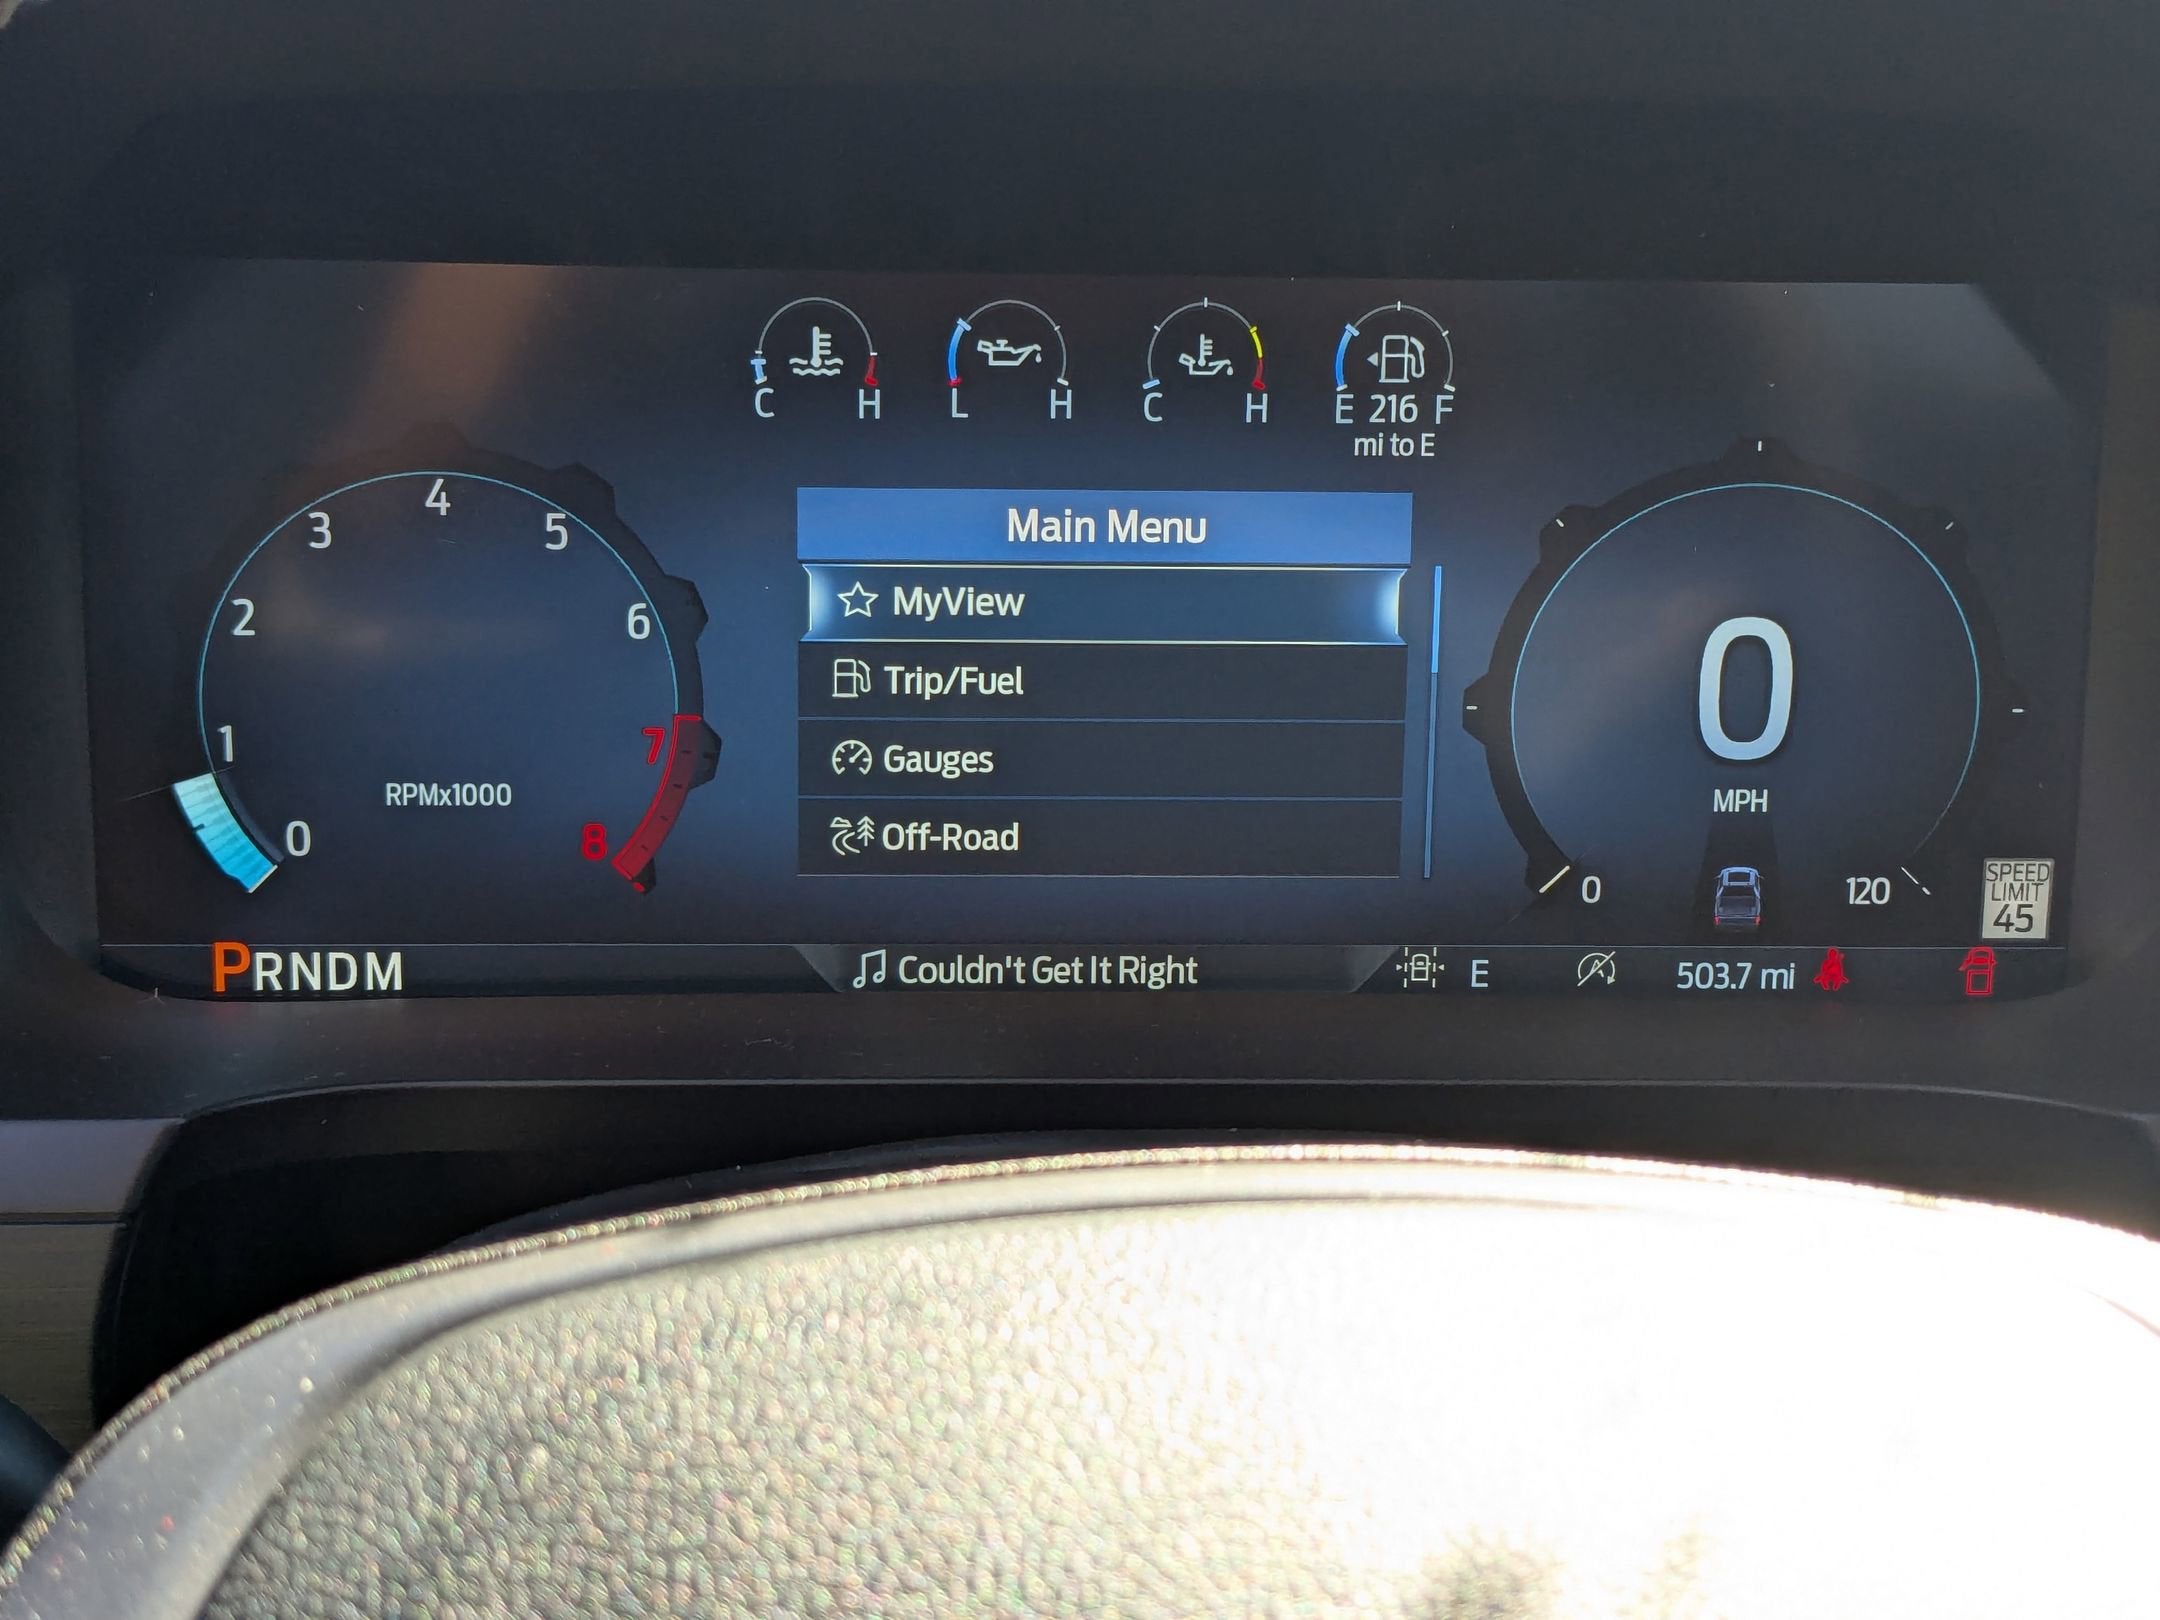 C H
L H
C H
E 216 F
mi to E
4
3
5
2
6
1
7
0
8
RPMx1000
Main Menu
MyView
Trip/Fuel
Gauges
Off-Road
0
MPH
0
120
SPEED
LIMIT
45
PRNDM
Couldn't Get It Right
E
503.7 mi